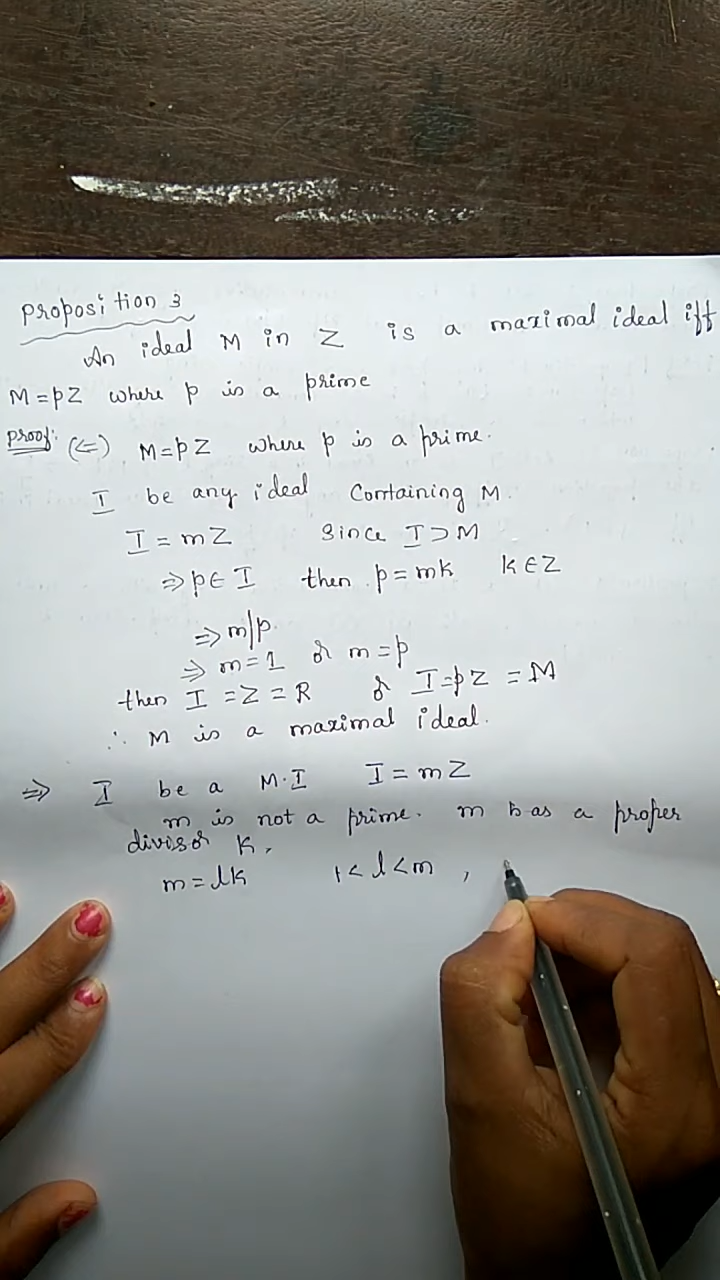 Proposition 3
An ideal M in Z is a maximal ideal iff
M = pZ where p is a prime
Proof: (⇐) M = pZ where p is a prime.
I be any ideal Containing M.
I = mZ Since I ⊃ M
⇒ p ∈ I then p = mk k ∈ Z
⇒ m/p.
⇒ m = 1 or m = p
then I = Z = R or I = pZ = M
∴ M is a maximal ideal.
⇒ I be a M.I I = mZ
m is not a prime. m has a proper
divisor k,
m = lk 1 < l < m ,